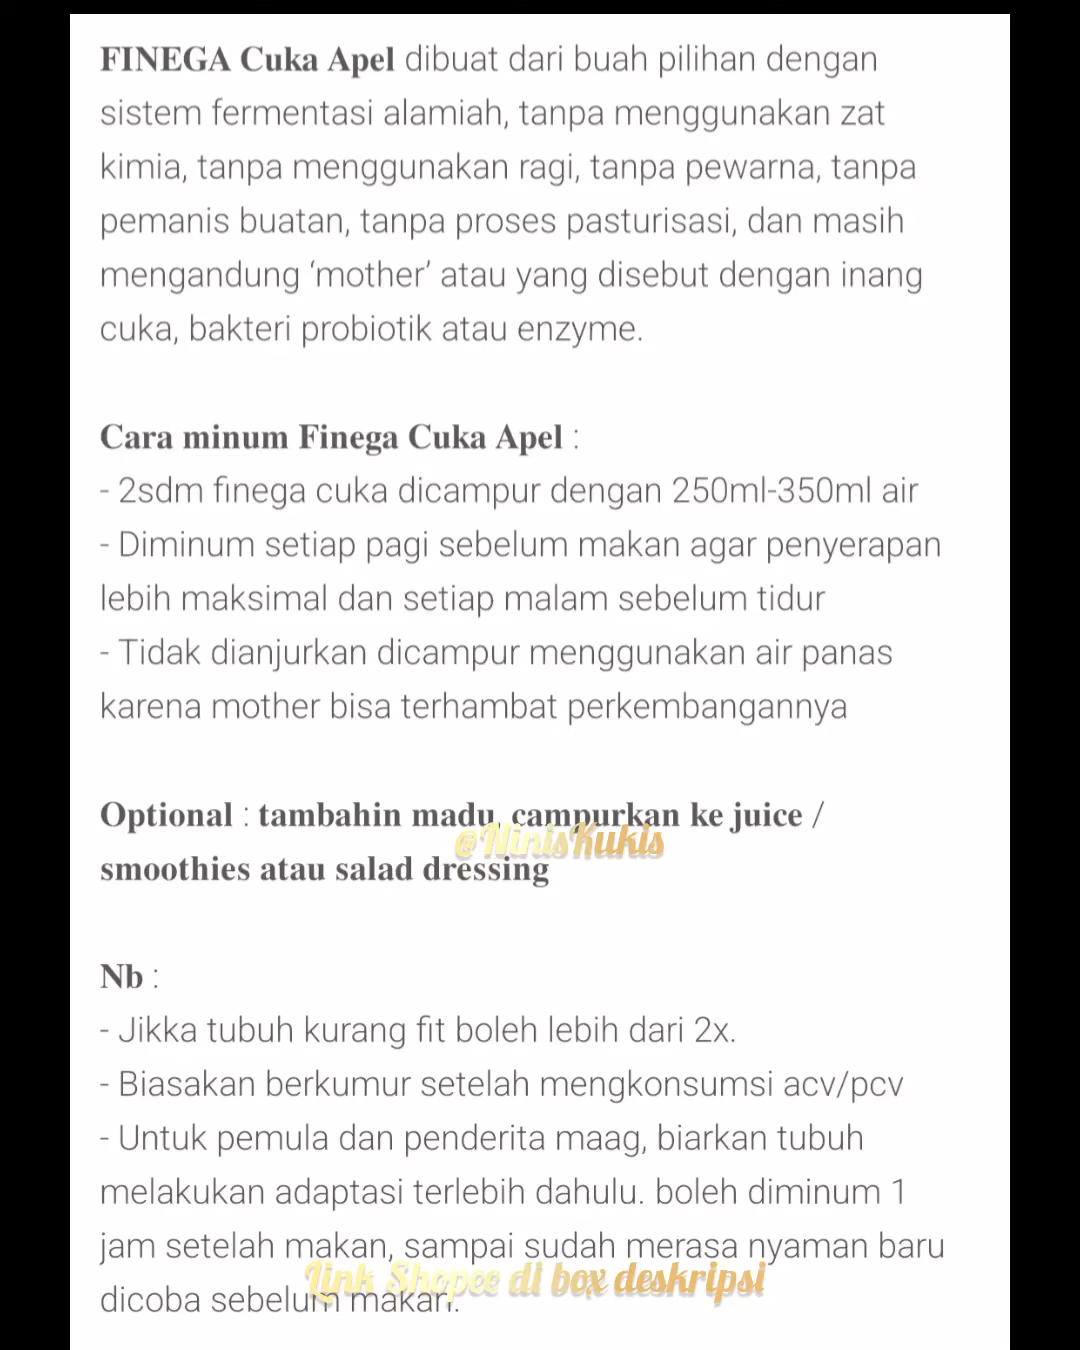 FINEGA Cuka Apel dibuat dari buah pilihan dengan
sistem fermentasi alamiah, tanpa menggunakan zat
kimia, tanpa menggunakan ragi, tanpa pewarna, tanpa
pemanis buatan, tanpa proses pasturisasi, dan masih
mengandung ‘mother’ atau yang disebut dengan inang
cuka, bakteri probiotik atau enzyme.
Cara minum Finega Cuka Apel :
- 2sdm finega cuka dicampur dengan 250ml-350ml air
- Diminum setiap pagi sebelum makan agar penyerapan
lebih maksimal dan setiap malam sebelum tidur
- Tidak dianjurkan dicampur menggunakan air panas
karena mother bisa terhambat perkembangannya
Optional : tambahin madu, campurkan ke juice /
@NinisKukis
smoothies atau salad dressing
Nb :
- Jikka tubuh kurang fit boleh lebih dari 2x.
- Biasakan berkumur setelah mengkonsumsi acv/pcv
- Untuk pemula dan penderita maag, biarkan tubuh
melakukan adaptasi terlebih dahulu. boleh diminum 1
jam setelah makan, sampai sudah merasa nyaman baru
Link Shopee di box deskripsi
dicoba sebelum makan.